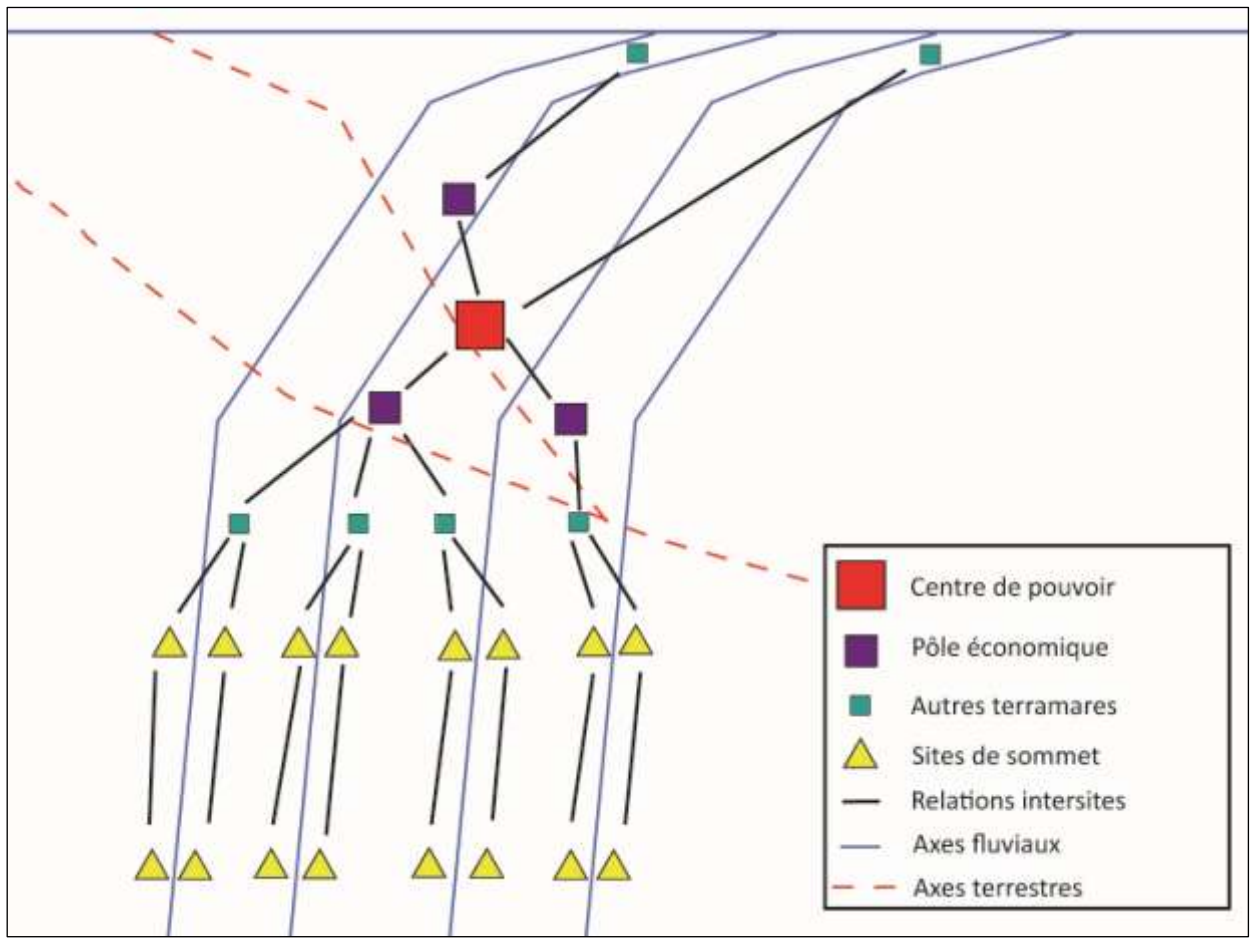 Centre de pouvoir
Pôle économique
Autres terramares
Sites de sommet
Relations intersites
Axes fluviaux
Axes terrestres